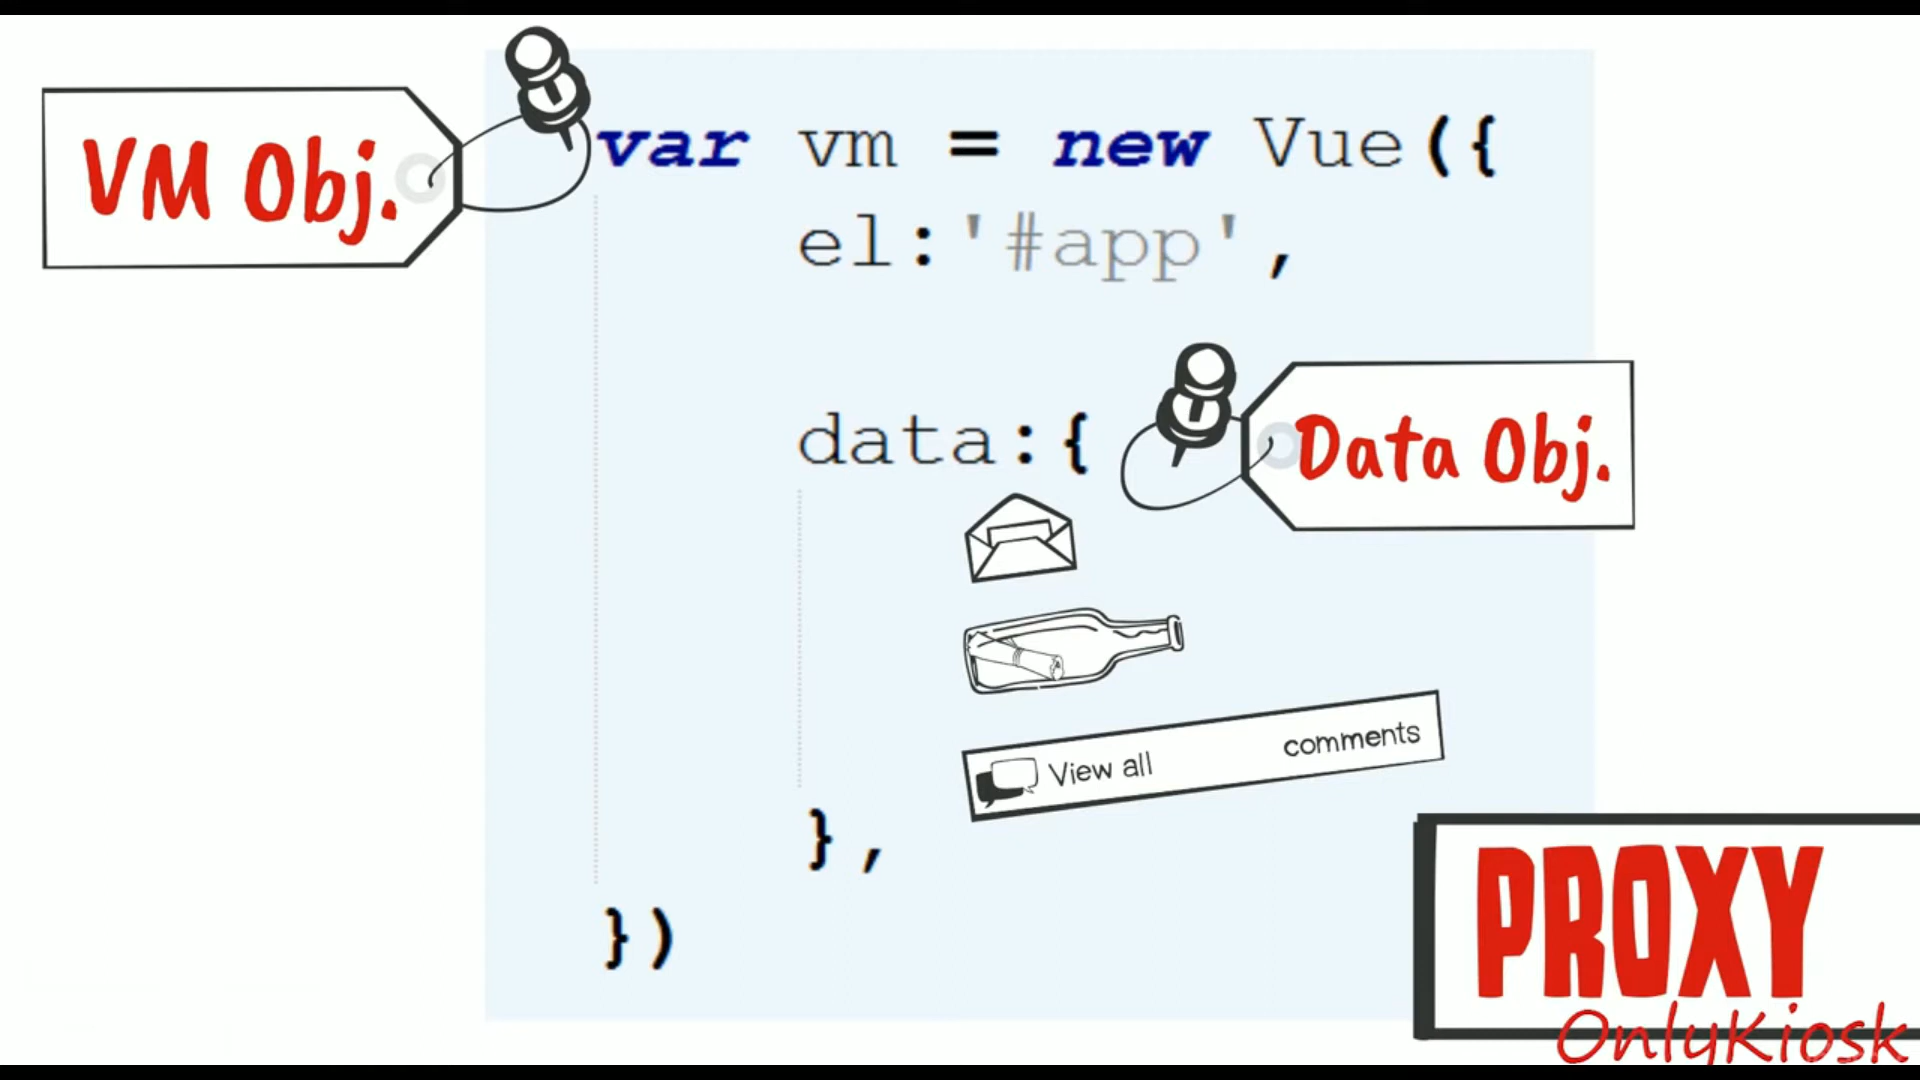 VM Obj.
var vm = new Vue({
el:'#app',
data:{
Data Obj.
View all comments
},
})
PROXY
OnlyKiosk